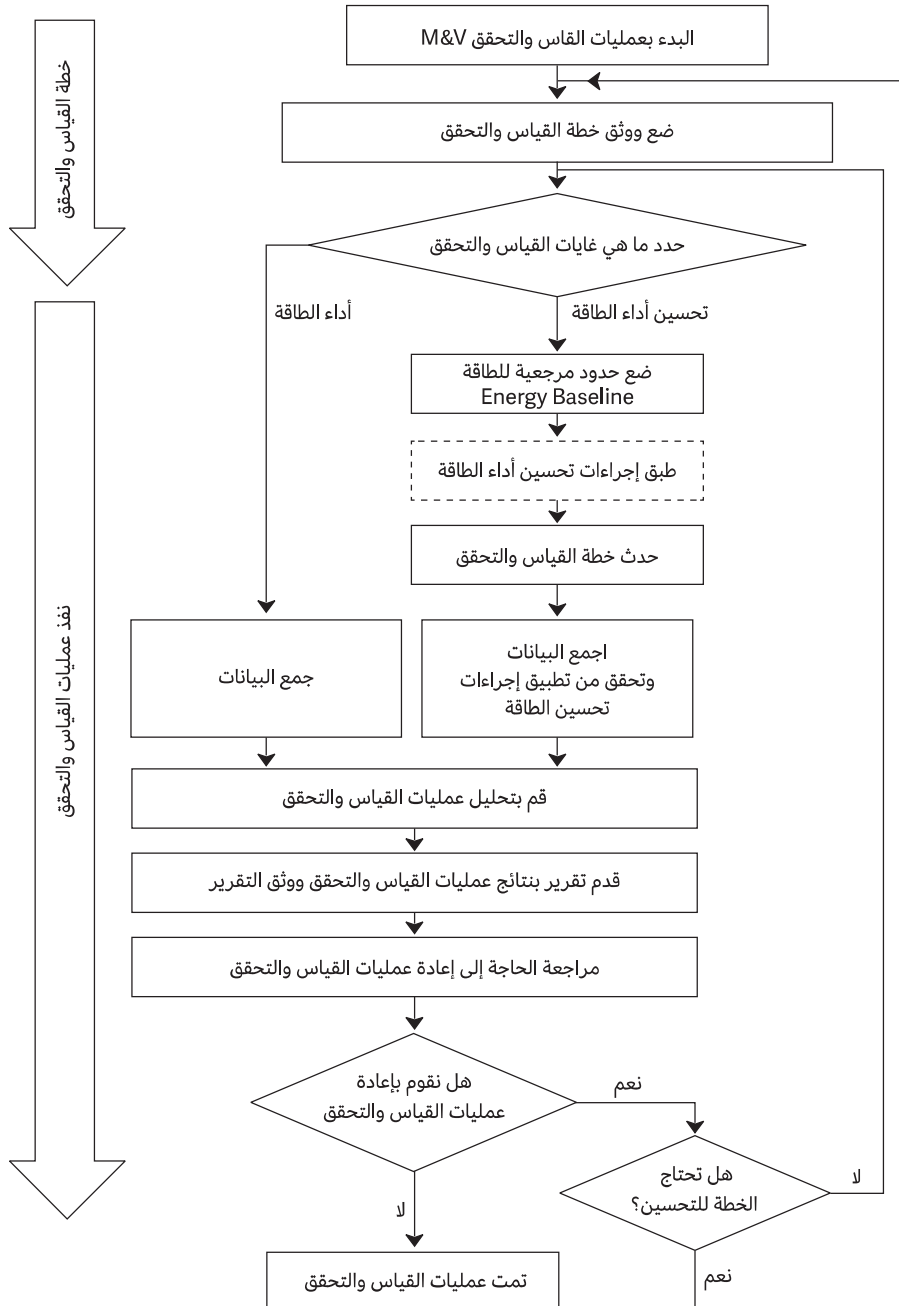 البدء بعمليات القاس والتحقق M&V
ضع ووثق خطة القياس والتحقق
خطة القياس والتحقق
حدد ما هي غايات القياس والتحقق
تحسين أداء الطاقة
أداء الطاقة
ضع حدود مرجعية للطاقة
Energy Baseline
طبق إجراءات تحسين أداء الطاقة
حدث خطة القياس والتحقق
نفذ عمليات القياس والتحقق
اجمع البيانات
وتحقق من تطبيق إجراءات
تحسين الطاقة
جمع البيانات
قم بتحليل عمليات القياس والتحقق
قدم تقرير بنتائج عمليات القياس والتحقق ووثق التقرير
مراجعة الحاجة إلى إعادة عمليات القياس والتحقق
هل نقوم بإعادة
عمليات القياس والتحقق
نعم
هل تحتاج
الخطة للتحسين؟
لا
لا
نعم
تمت عمليات القياس والتحقق